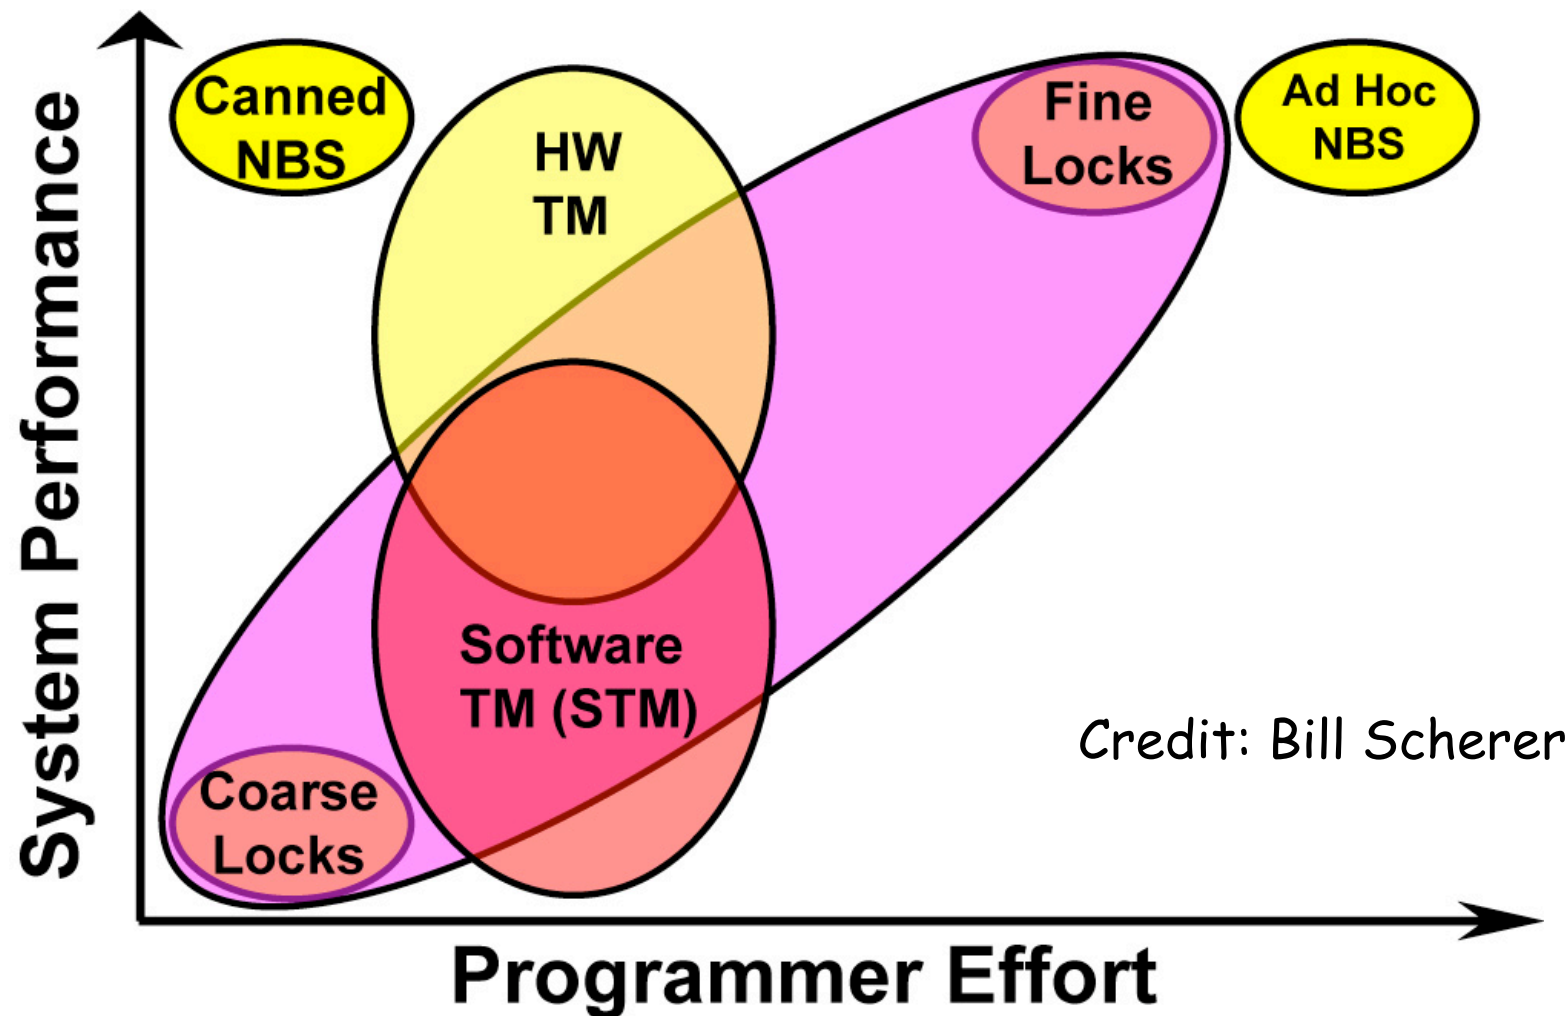 System Performance
Canned
NBS
HW
TM
Fine
Locks
Ad Hoc
NBS
Software
TM (STM)
Credit: Bill Scherer
Coarse
Locks
Programmer Effort